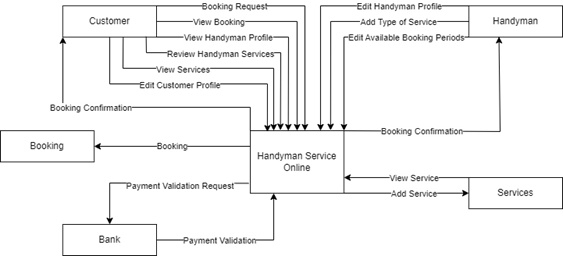 Booking Request
Edit Handyman Profile
Customer
View Booking
Add Type of Service
Handyman
View Handyman Profile
Edit Available Booking Periods
Review Handyman Services
View Services
Edit Customer Profile
Booking Confirmation
Booking Confirmation
Booking
Booking
Handyman Service
Online
View Service
Payment Validation Request
Add Service
Services
Bank
Payment Validation